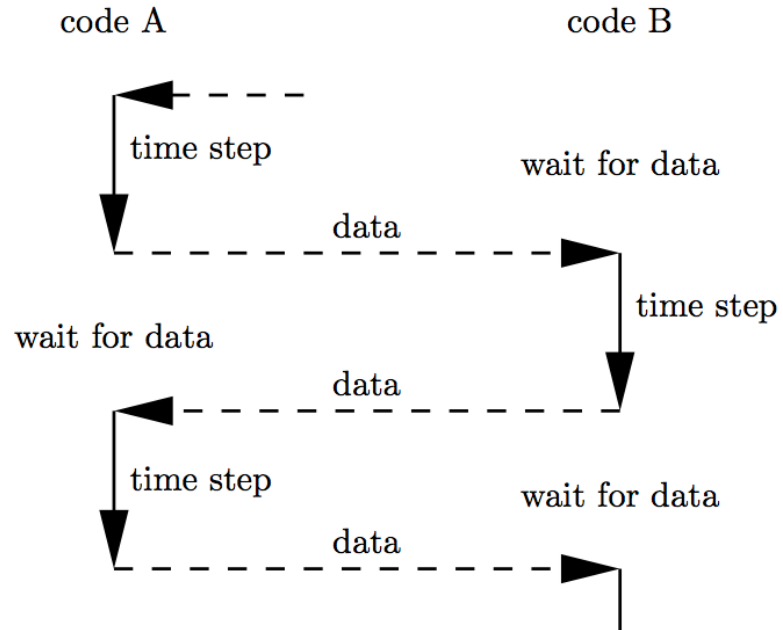 code A
code B
time step
wait for data
data
time step
wait for data
data
time step
wait for data
data